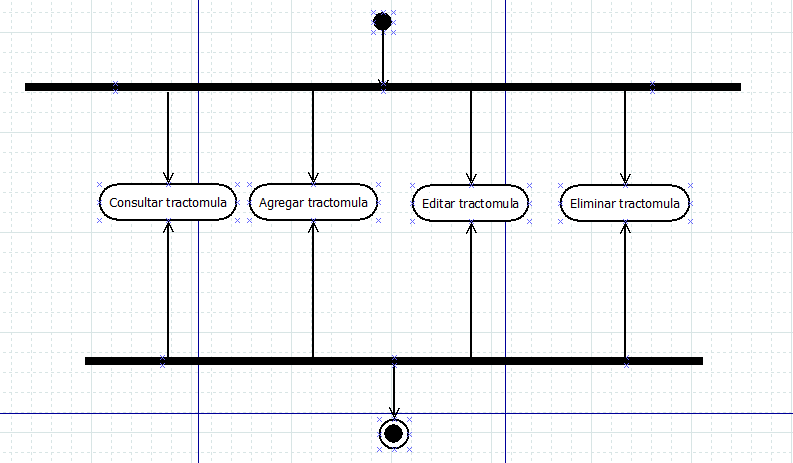 Consultar tractomula
Agregar tractomula
Editar tractomula
Eliminar tractomula